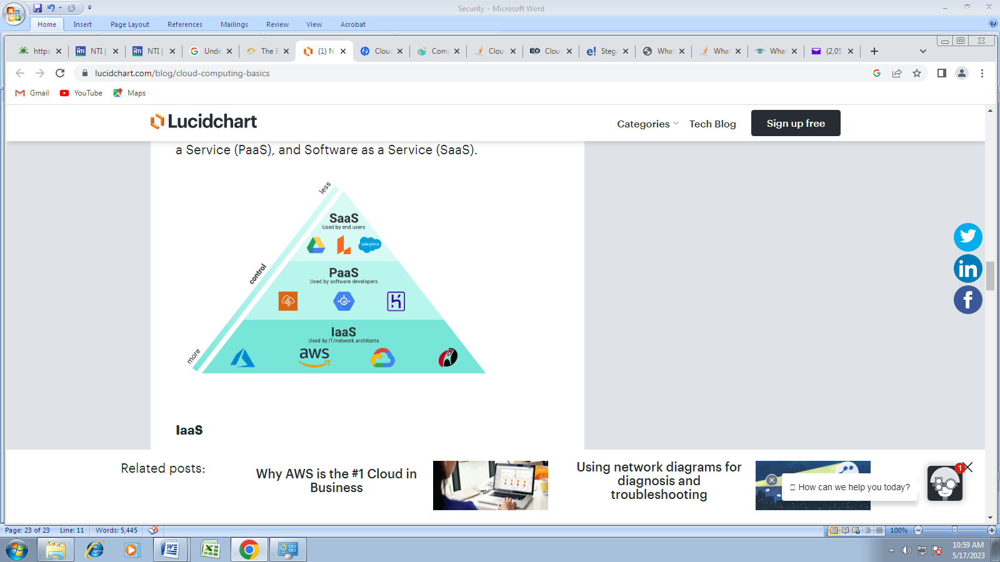 Security - Microsoft Word
Home Insert Page Layout References Mailings Review View Acrobat
https NTI | NTI | Unde The E (1) N Clou Com Clou Clou Steg What What What (2,05
lucidchart.com/blog/cloud-computing-basics
Gmail YouTube Maps
Lucidchart Categories Tech Blog Sign up free
a Service (PaaS), and Software as a Service (SaaS).
less
SaaS
Used by end users
salesforce
control
PaaS
Used by software developers
IaaS
Used by IT/network architects
more
aws
IaaS
Related posts:
Why AWS is the #1 Cloud in
Business
Using network diagrams for
diagnosis and
troubleshooting
How can we help you today?
1
Page: 23 of 23 Line: 11 Words: 5,445 100%
10:59 AM
5/17/2023